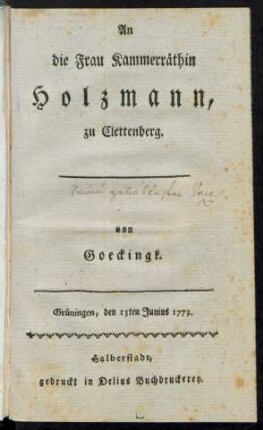 An
die Frau Kammerräthin
Holzmann,
zu Clettenberg.
von
Goeckingk.
Grüningen, den 13ten Junius 1773.
Halberstadt,
gedruckt in Delius Buchdruckerey.